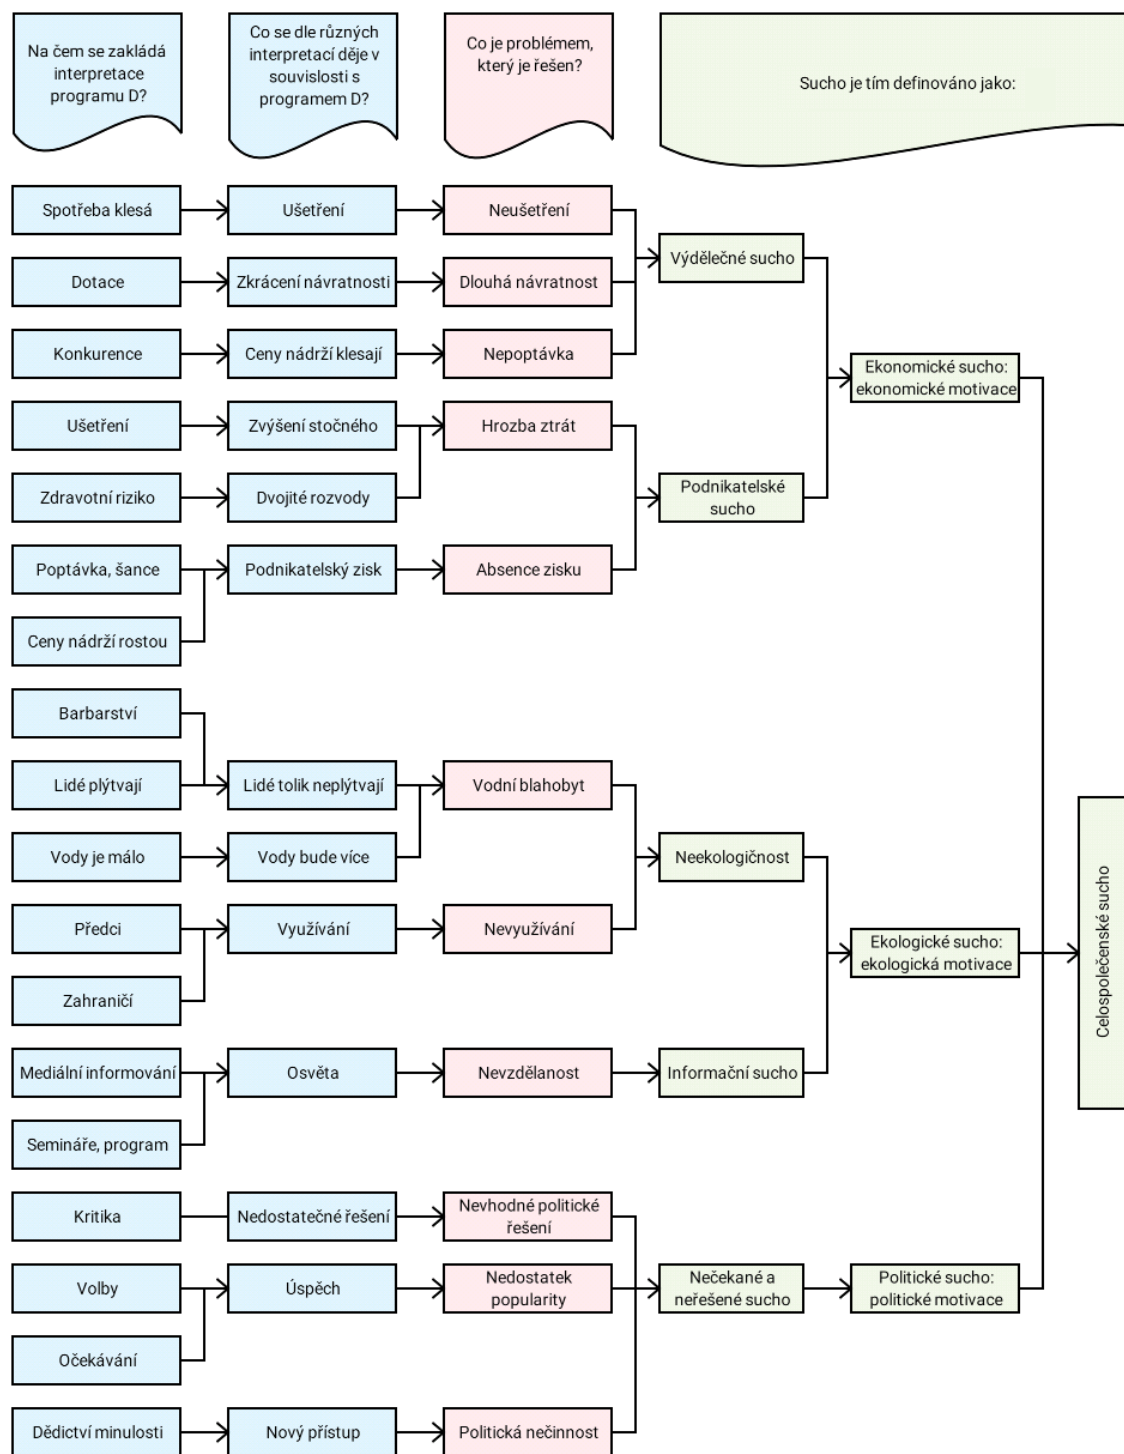 Na čem se zakládá
interpretace
programu D?
Co se dle různých
interpretací děje v
souvislosti s
programem D?
Co je problémem,
který je řešen?
Sucho je tím definováno jako:
Spotřeba klesá
Ušetření
Neušetření
Výdělečné sucho
Dotace
Zkrácení návratnosti
Dlouhá návratnost
Konkurence
Ceny nádrží klesají
Nepoptávka
Ekonomické sucho:
ekonomické motivace
Ušetření
Zvýšení stočného
Hrozba ztrát
Zdravotní riziko
Dvojité rozvody
Podnikatelské
sucho
Poptávka, šance
Podnikatelský zisk
Absence zisku
Ceny nádrží rostou
Barbarství
Lidé plýtvají
Lidé tolik neplýtvají
Vodní blahobyt
Vody je málo
Vody bude více
Neekologičnost
Předci
Využívání
Nevyužívání
Ekologické sucho:
ekologická motivace
Celospolečenské sucho
Zahraničí
Mediální informování
Osvěta
Nevzdělanost
Informační sucho
Semináře, program
Kritika
Nedostatečné řešení
Nevhodné politické
řešení
Volby
Úspěch
Nedostatek
popularity
Nečekané a
neřešené sucho
Politické sucho:
politické motivace
Očekávání
Dědictví minulosti
Nový přístup
Politická nečinnost